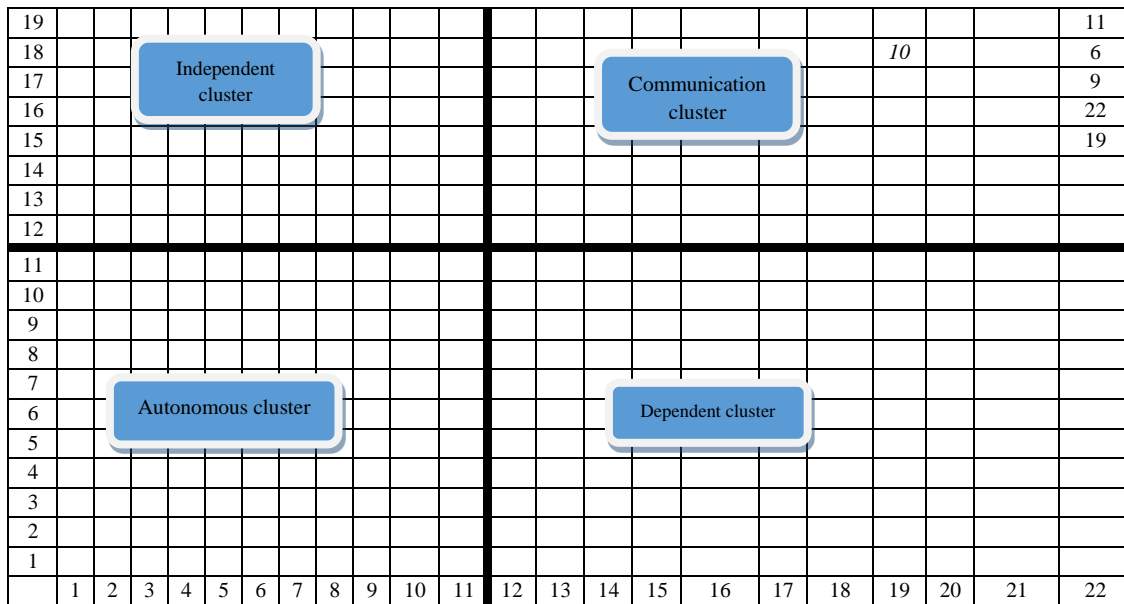 19 11
18 10 6
17 9
16 22
15 19
14
13
12
Independent
cluster
Communication
cluster
11
10
9
8
7
6
5
4
3
2
1
Autonomous cluster
Dependent cluster
1 2 3 4 5 6 7 8 9 10 11 12 13 14 15 16 17 18 19 20 21 22